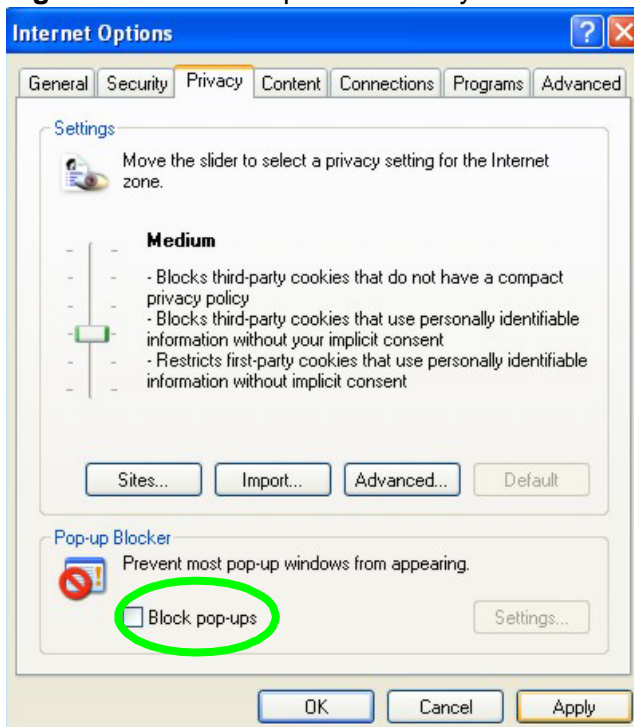 Internet Options
General Security Privacy Content Connections Programs Advanced
Settings
Move the slider to select a privacy setting for the Internet
zone.
Medium
- Blocks third-party cookies that do not have a compact
privacy policy
- Blocks third-party cookies that use personally identifiable
information without your implicit consent
- Restricts first-party cookies that use personally identifiable
information without implicit consent
Sites... Import... Advanced... Default
Pop-up Blocker
Prevent most pop-up windows from appearing.
Block pop-ups Settings...
OK Cancel Apply